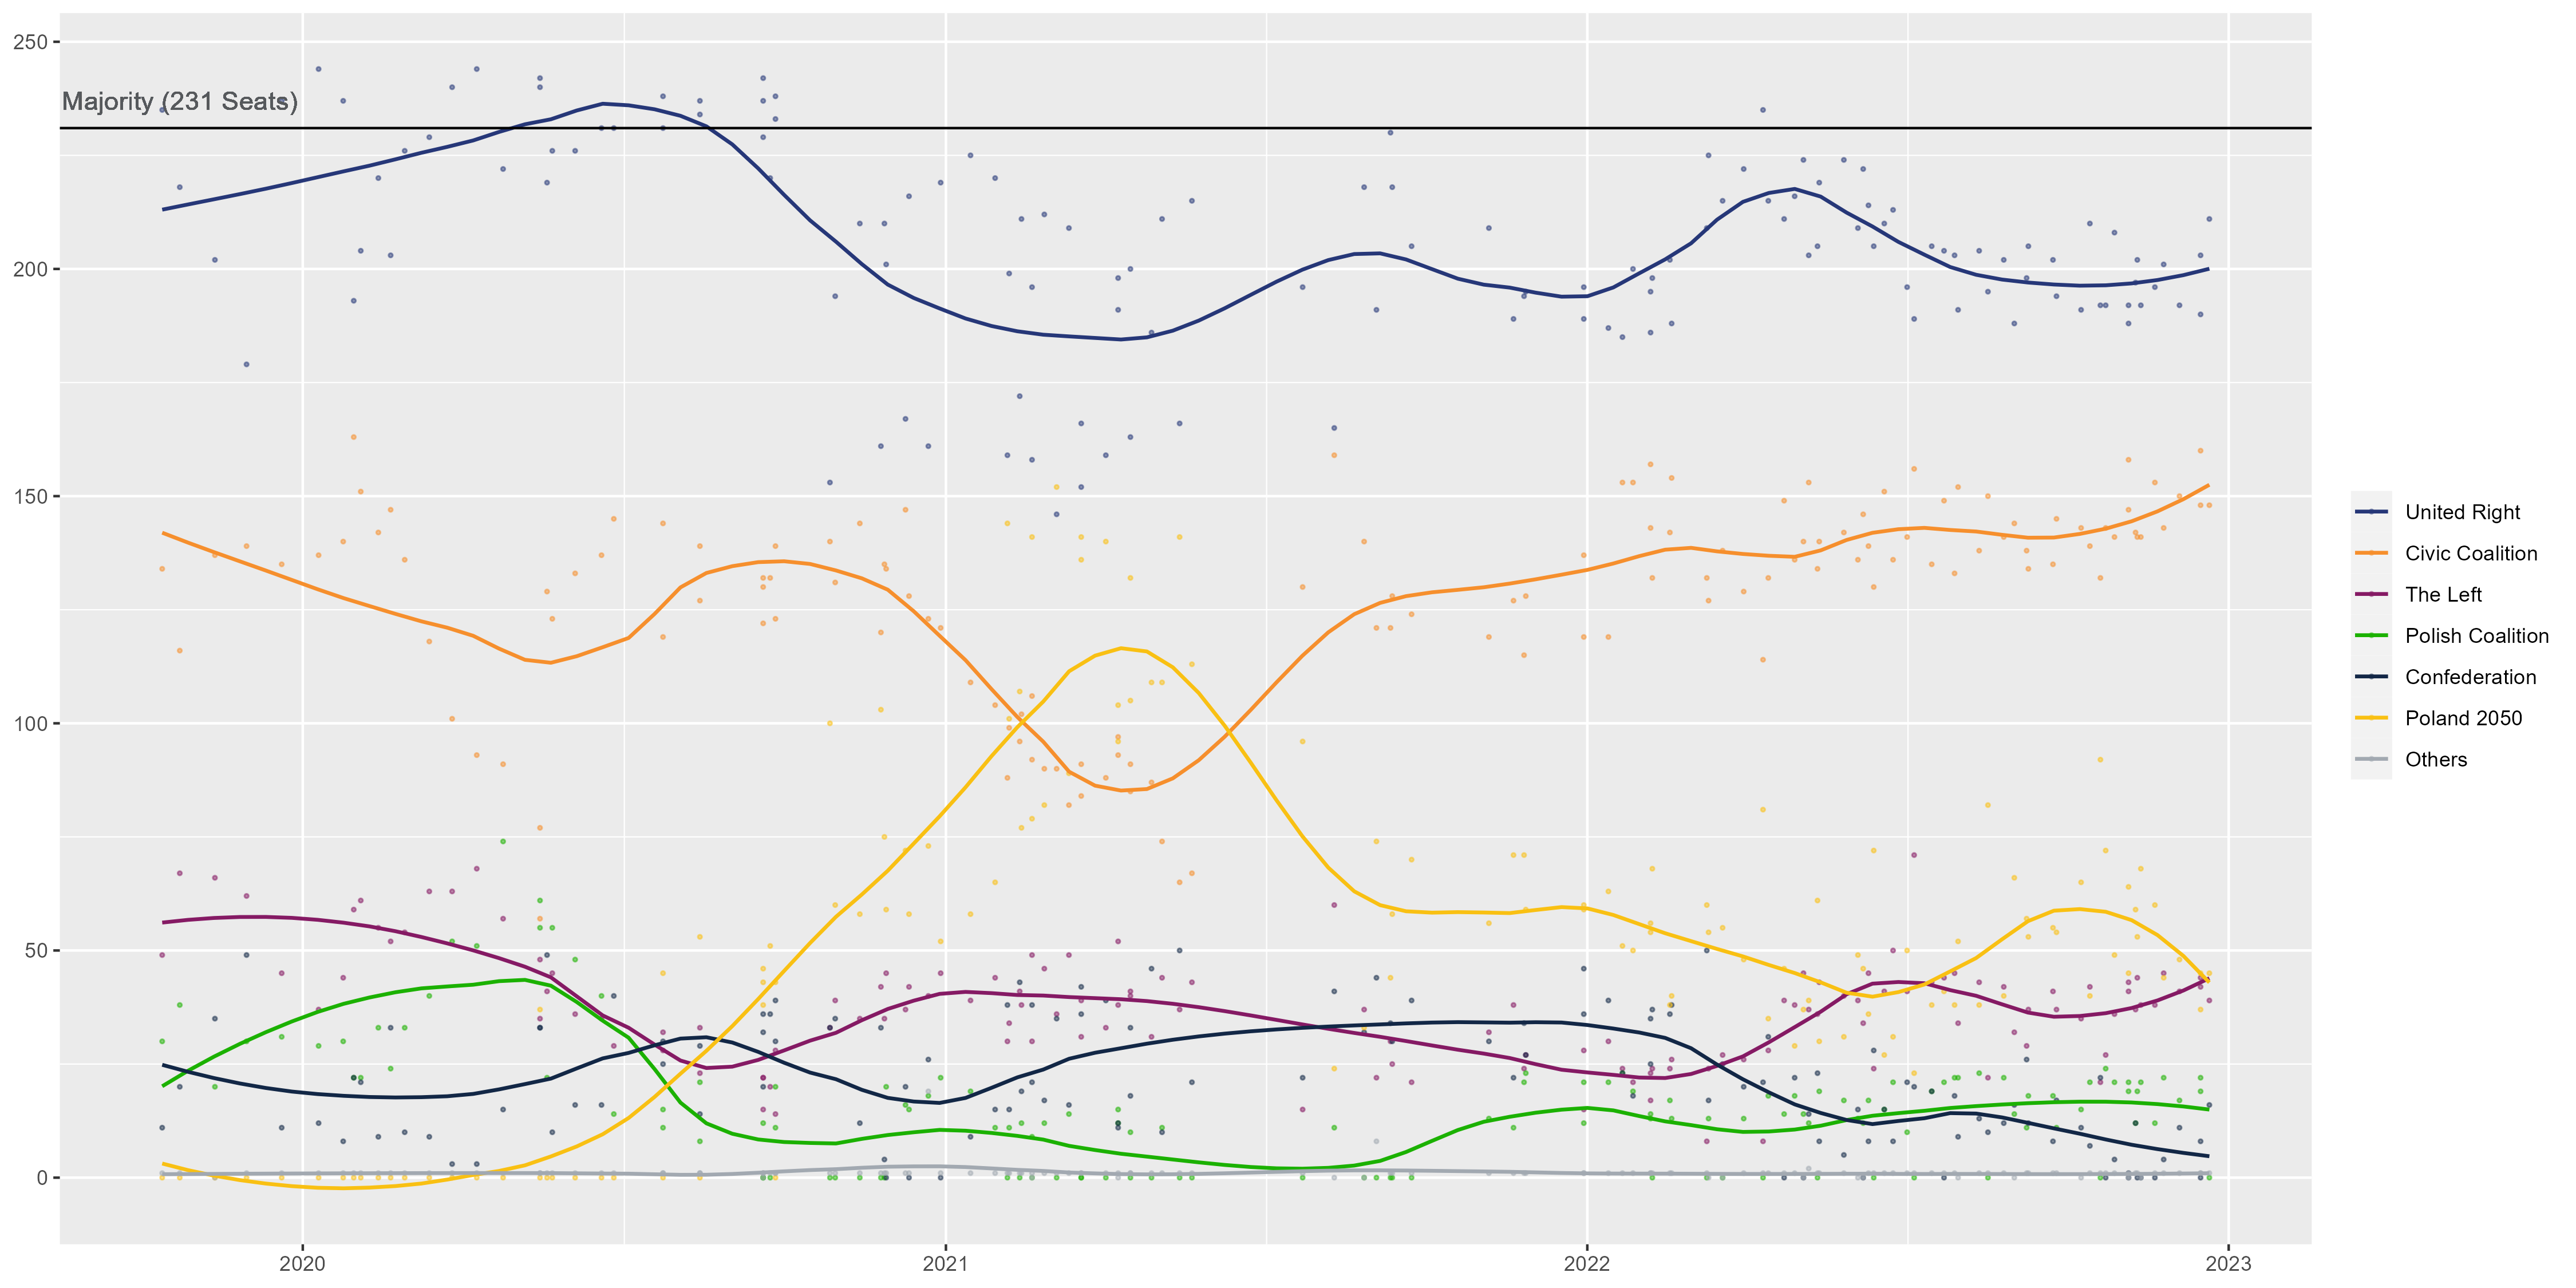 250
Majority (231 Seats)
200
150
100
50
0
2020
2021
2022
2023
United Right
Civic Coalition
The Left
Polish Coalition
Confederation
Poland 2050
Others